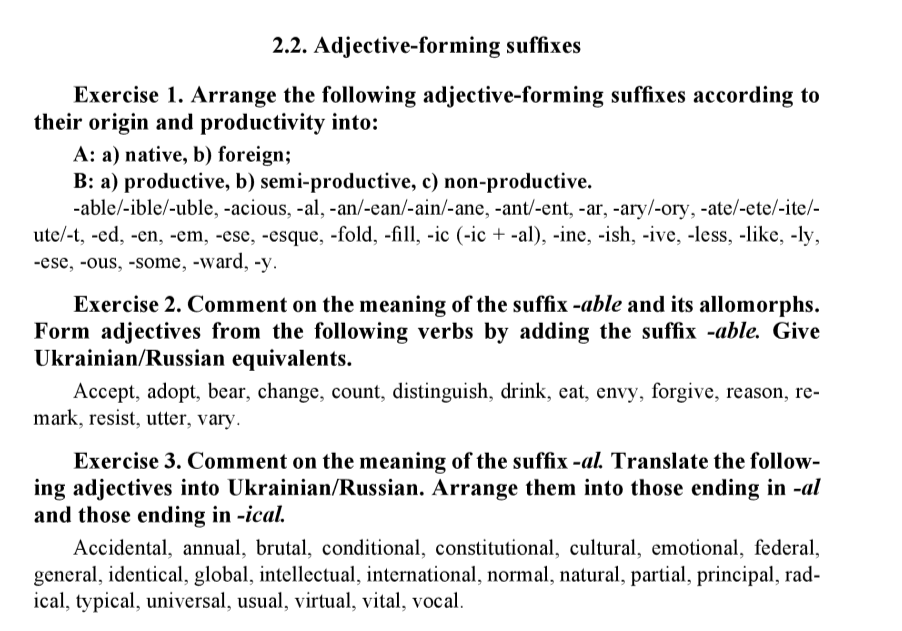 2.2. Adjective-forming suffixes
Exercise 1. Arrange the following adjective-forming suffixes according to
their origin and productivity into:
A: a) native, b) foreign;
B: a) productive, b) semi-productive, c) non-productive.
-able/-ible/-uble, -acious, -al, -an/-ean/-ain/-ane, -ant/-ent, -ar, -ary/-ory, -ate/-ete/-ite/-
ute/-t, -ed, -en, -em, -ese, -esque, -fold, -fill, -ic (-ic + -al), -ine, -ish, -ive, -less, -like, -ly,
-ese, -ous, -some, -ward, -y.
Exercise 2. Comment on the meaning of the suffix -able and its allomorphs.
Form adjectives from the following verbs by adding the suffix -able. Give
Ukrainian/Russian equivalents.
Accept, adopt, bear, change, count, distinguish, drink, eat, envy, forgive, reason, re-
mark, resist, utter, vary.
Exercise 3. Comment on the meaning of the suffix -al. Translate the follow-
ing adjectives into Ukrainian/Russian. Arrange them into those ending in -al
and those ending in -ical.
Accidental, annual, brutal, conditional, constitutional, cultural, emotional, federal,
general, identical, global, intellectual, international, normal, natural, partial, principal, rad-
ical, typical, universal, usual, virtual, vital, vocal.